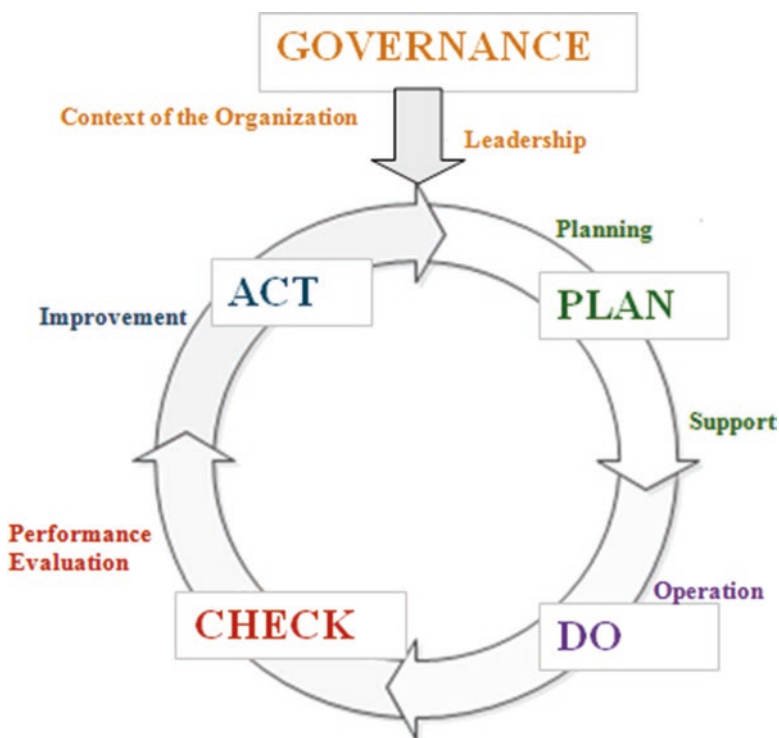 GOVERNANCE
Context of the Organization
Leadership
Planning
ACT
PLAN
Improvement
Support
Performance
Evaluation
Operation
CHECK
DO